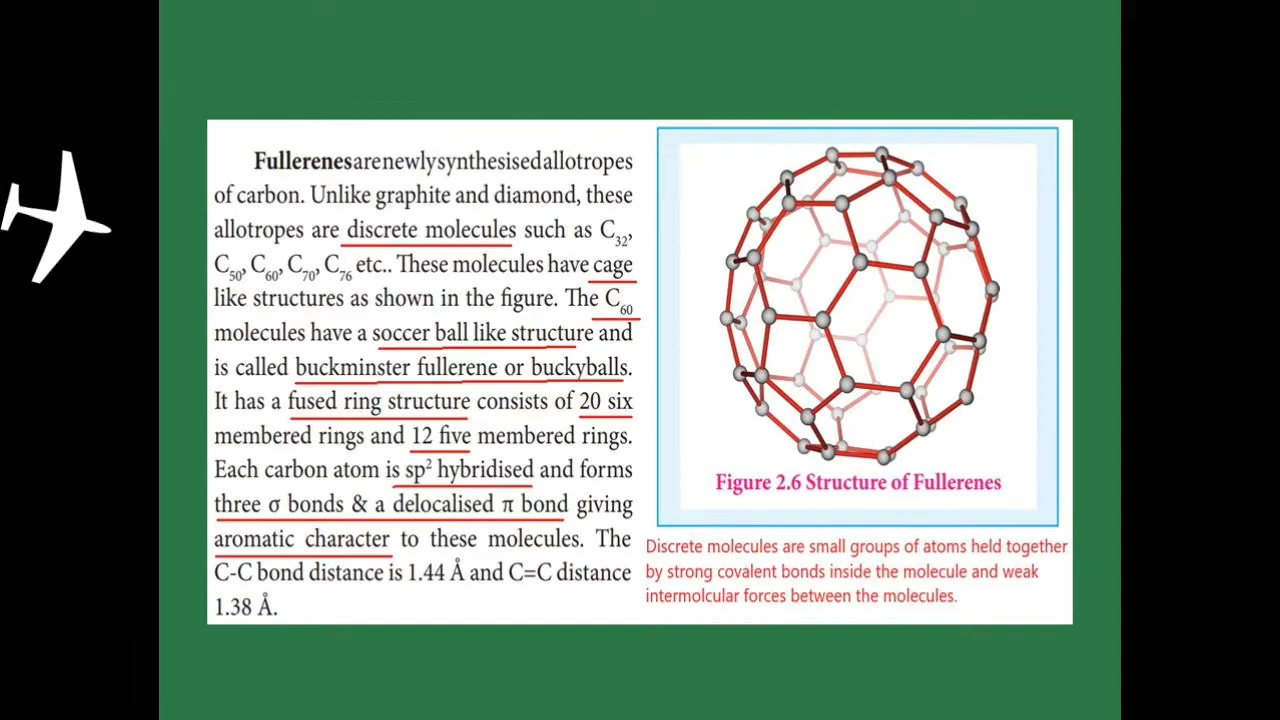 Fullerenes are newly synthesised allotropes
of carbon. Unlike graphite and diamond, these
allotropes are discrete molecules such as C32,
C50, C60, C70, C76 etc.. These molecules have cage
like structures as shown in the figure. The C60
molecules have a soccer ball like structure and
is called buckminster fullerene or buckyballs.
It has a fused ring structure consists of 20 six
membered rings and 12 five membered rings.
Each carbon atom is sp² hybridised and forms
three σ bonds & a delocalised π bond giving
aromatic character to these molecules. The
C-C bond distance is 1.44 Å and C=C distance
1.38 Å.
Figure 2.6 Structure of Fullerenes
Discrete molecules are small groups of atoms held together
by strong covalent bonds inside the molecule and weak
intermolcular forces between the molecules.